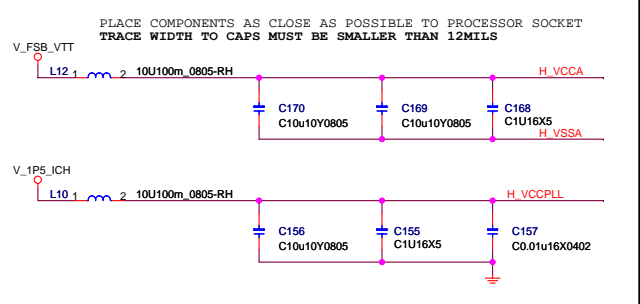 PLACE COMPONENTS AS CLOSE AS POSSIBLE TO PROCESSOR SOCKET
TRACE WIDTH TO CAPS MUST BE SMALLER THAN 12MILS
V_FSB_VTT
L12 1 2 10U100m_0805-RH H_VCCA
C170 C169 C168
C10u10Y0805 C10u10Y0805 C1U16X5
H_VSSA
V_1P5_ICH
L10 1 2 10U100m_0805-RH H_VCCPLL
C156 C155 C157
C10u10Y0805 C1U16X5 C0.01u16X0402